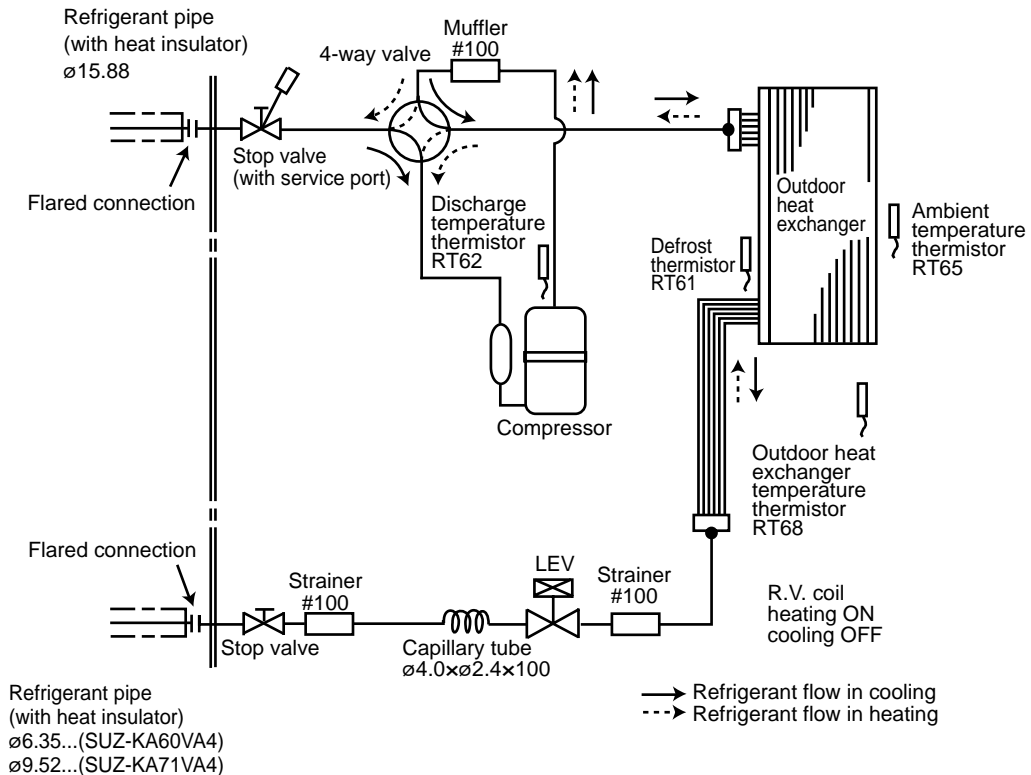 Refrigerant pipe
(with heat insulator)
ø15.88
Muffler
#100
4-way valve
Stop valve
(with service port)
Flared connection
Discharge
temperature
thermistor
RT62
Outdoor
heat
exchanger
Ambient
temperature
thermistor
RT65
Defrost
thermistor
RT61
Compressor
Outdoor heat
exchanger
temperature
thermistor
RT68
Flared connection
Strainer
#100
LEV
Strainer
#100
R.V. coil
heating ON
cooling OFF
Stop valve
Capillary tube
ø4.0×ø2.4×100
Refrigerant pipe
(with heat insulator)
ø6.35...(SUZ-KA60VA4)
ø9.52...(SUZ-KA71VA4)
Refrigerant flow in cooling
Refrigerant flow in heating